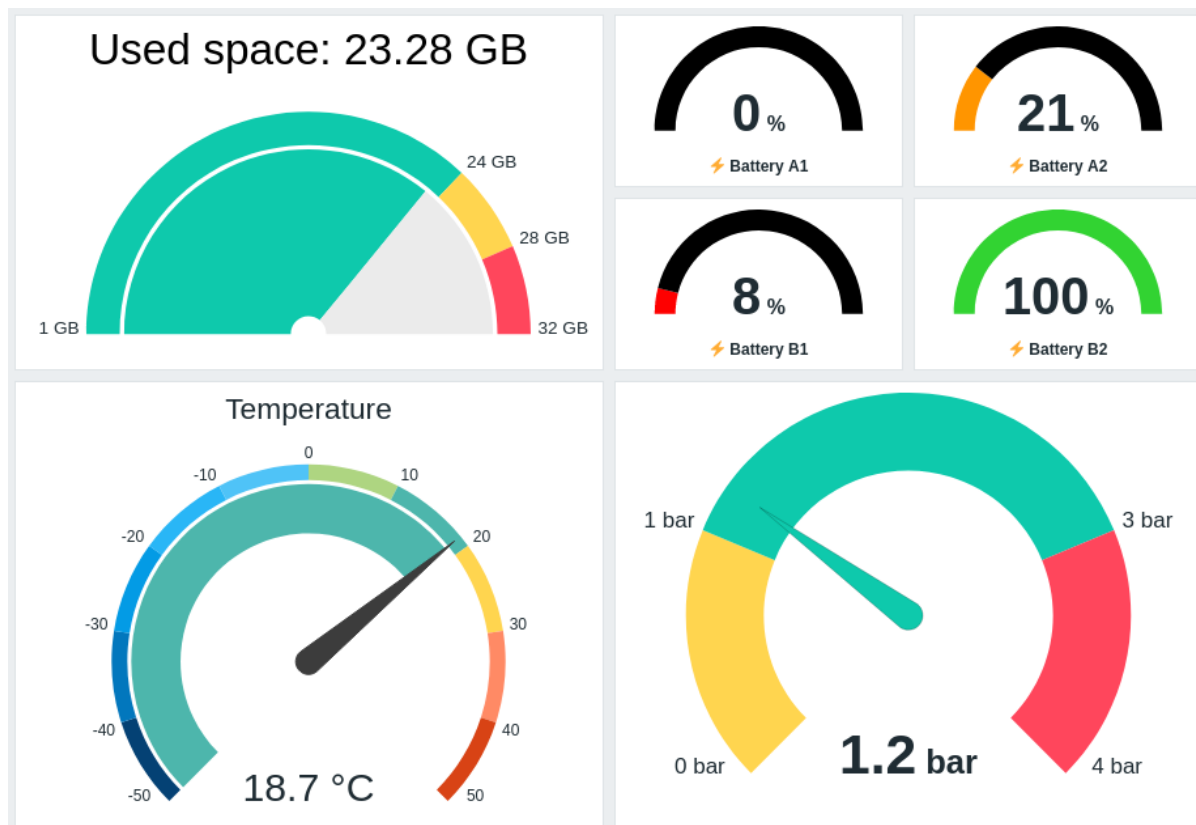 Used space: 23.28 GB
24 GB
28 GB
1 GB
32 GB
0 %
⚡ Battery A1
21 %
⚡ Battery A2
8 %
⚡ Battery B1
100 %
⚡ Battery B2
Temperature
0
-10
10
-20
20
-30
30
-40
40
-50
50
18.7 °C
1 bar
3 bar
0 bar
4 bar
1.2 bar